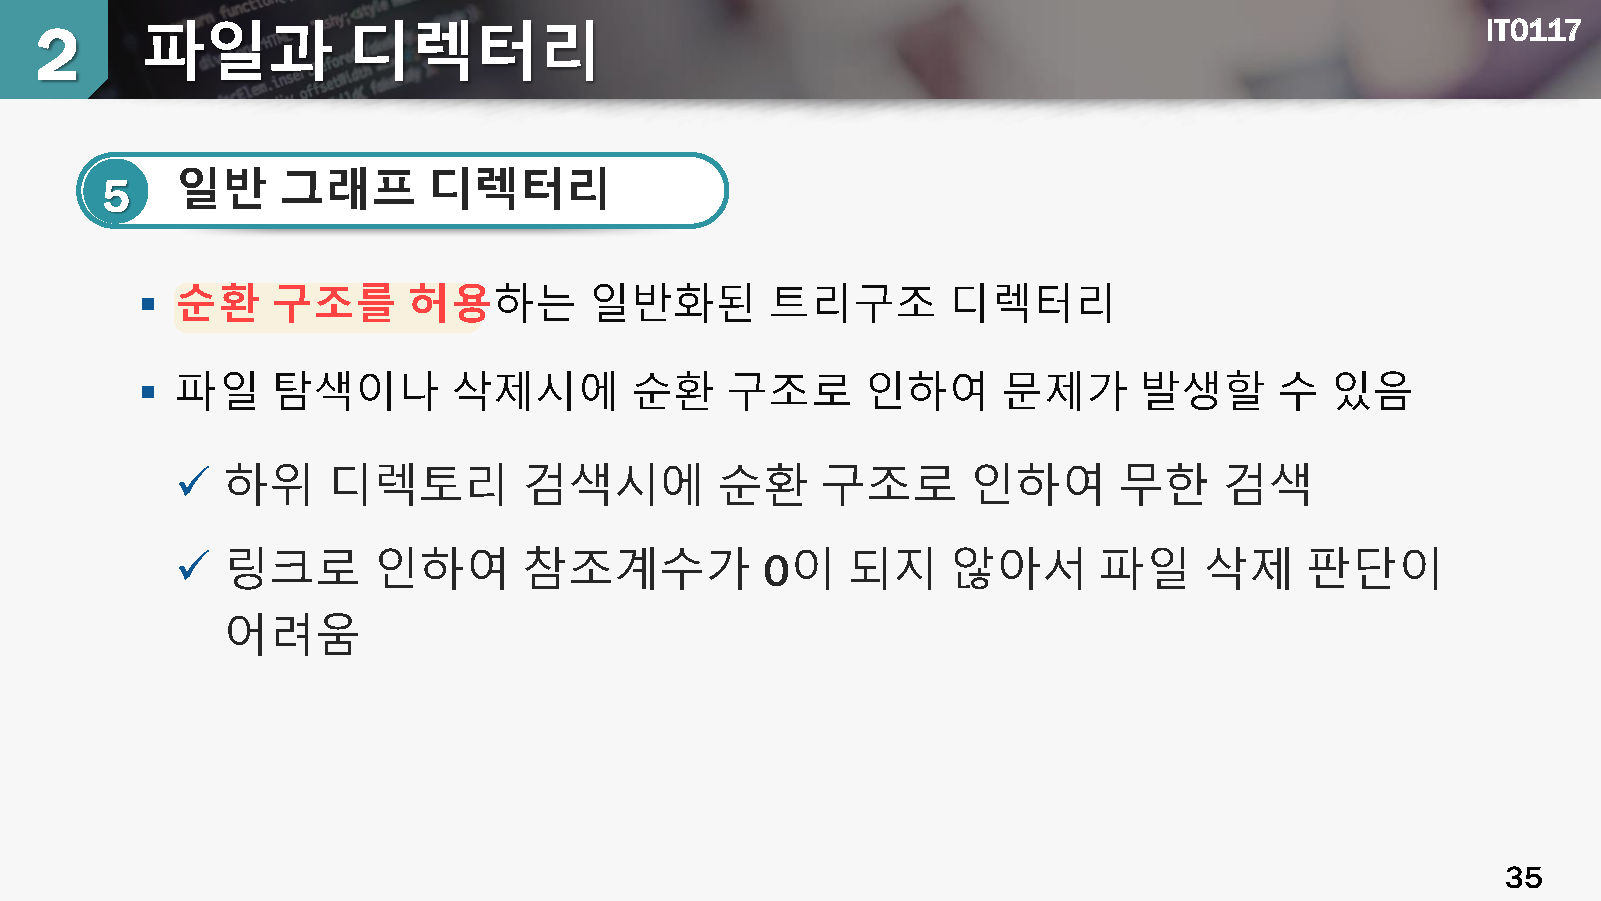 2 파일과 디렉터리
IT0117
5 일반 그래프 디렉터리
▪ 순환 구조를 허용하는 일반화된 트리구조 디렉터리
▪ 파일 탐색이나 삭제시에 순환 구조로 인하여 문제가 발생할 수 있음
✓ 하위 디렉토리 검색시에 순환 구조로 인하여 무한 검색
✓ 링크로 인하여 참조계수가 0이 되지 않아서 파일 삭제 판단이
어려움
35